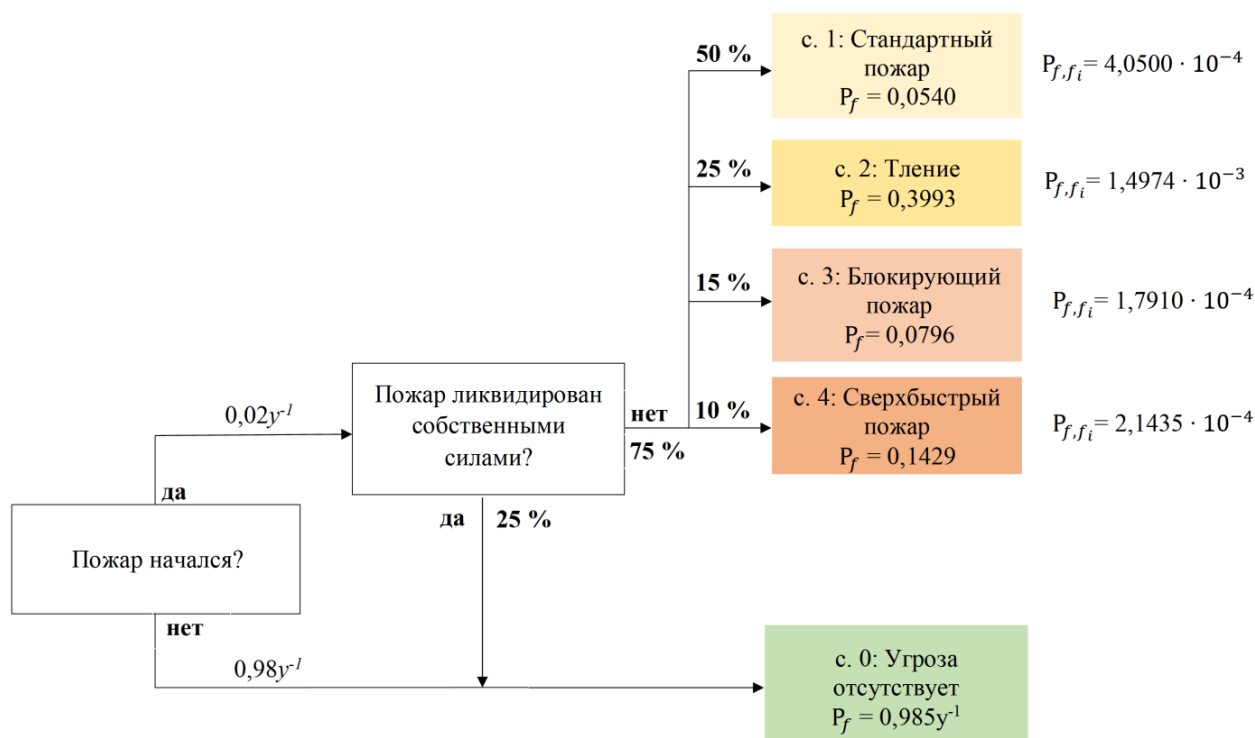 50 %
с. 1: Стандартный
пожар
P_f = 0,0540
P_{f,f_i}= 4,0500 · 10^{−4}
25 %
с. 2: Тление
P_f = 0,3993
P_{f,f_i}= 1,4974 · 10^{−3}
15 %
с. 3: Блокирующий
пожар
P_f= 0,0796
P_{f,f_i}= 1,7910 · 10^{−4}
10 %
с. 4: Сверхбыстрый
пожар
P_f = 0,1429
P_{f,f_i}= 2,1435 · 10^{−4}
нет
75 %
Пожар ликвидирован
собственными
силами?
0,02y^{-1}
да
да 25 %
Пожар начался?
нет
0,98y^{-1}
с. 0: Угроза
отсутствует
P_f = 0,985y^{-1}